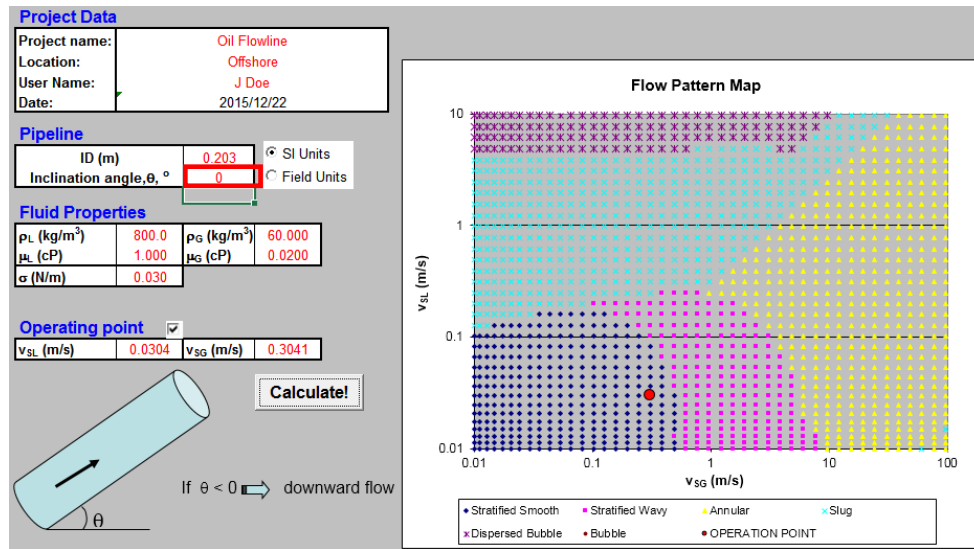 Project Data
Project name: Oil Flowline
Location: Offshore
User Name: J Doe
Date: 2015/12/22
Pipeline
ID (m) 0.203
Inclination angle,θ, º 0
SI Units
Field Units
Fluid Properties
ρL (kg/m3) 800.0 ρG (kg/m3) 60.000
μL (cP) 1.000 μG (cP) 0.0200
σ (N/m) 0.030
Operating point
vSL (m/s) 0.0304 vSG (m/s) 0.3041
Calculate!
If θ < 0 downward flow
θ
Flow Pattern Map
10
1
0.1
0.01
vSL (m/s)
0.01 0.1 1 10 100
vSG (m/s)
Stratified Smooth Stratified Wavy Annular Slug
Dispersed Bubble Bubble OPERATION POINT